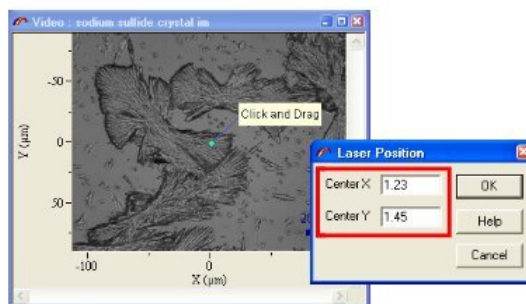 Video : sodium sulfide crystal im
-50
0
50
Y (µm)
Click and Drag
-100
0
X (µm)
Laser Position
Center X 1.23
Center Y 1.45
OK
Help
Cancel